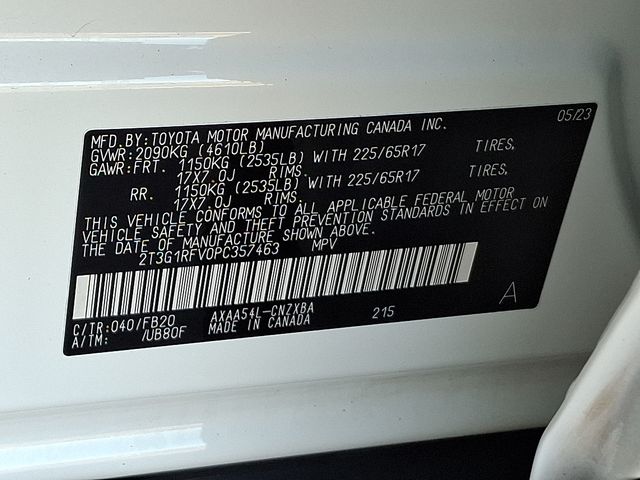 05/23
MFD.BY:TOYOTA MOTOR MANUFACTURING CANADA INC.
GVWR:2090KG (4610LB)
GAWR:FRT. 1150KG (2535LB) WITH 225/65R17 TIRES,
17X7.0J RIMS.
RR. 1150KG (2535LB) WITH 225/65R17 TIRES,
17X7.0J RIMS.
THIS VEHICLE CONFORMS TO ALL APPLICABLE FEDERAL MOTOR
VEHICLE SAFETY AND THEFT PREVENTION STANDARDS IN EFFECT ON
THE DATE OF MANUFACTURE SHOWN ABOVE.
2T3G1RFV0PC357463 MPV
C/TR:040/FB20 AXAA54L-CNZXBA 215 A
A/TM: /UB80F MADE IN CANADA